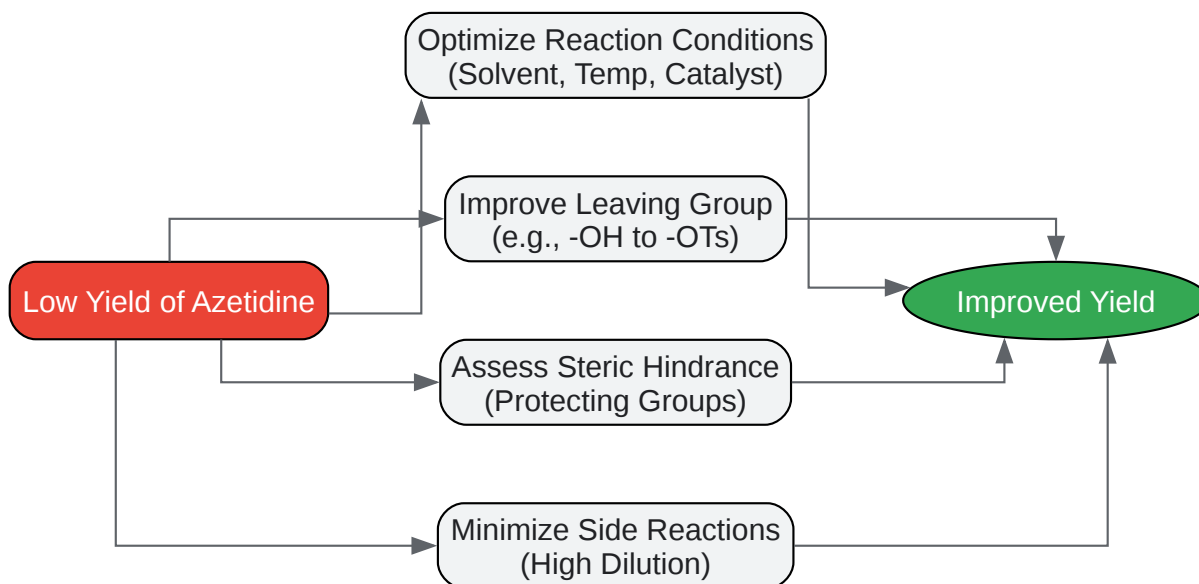 Optimize Reaction Conditions
(Solvent, Temp, Catalyst)
Improve Leaving Group
(e.g., -OH to -OTs)
Low Yield of Azetidine
Improved Yield
Assess Steric Hindrance
(Protecting Groups)
Minimize Side Reactions
(High Dilution)